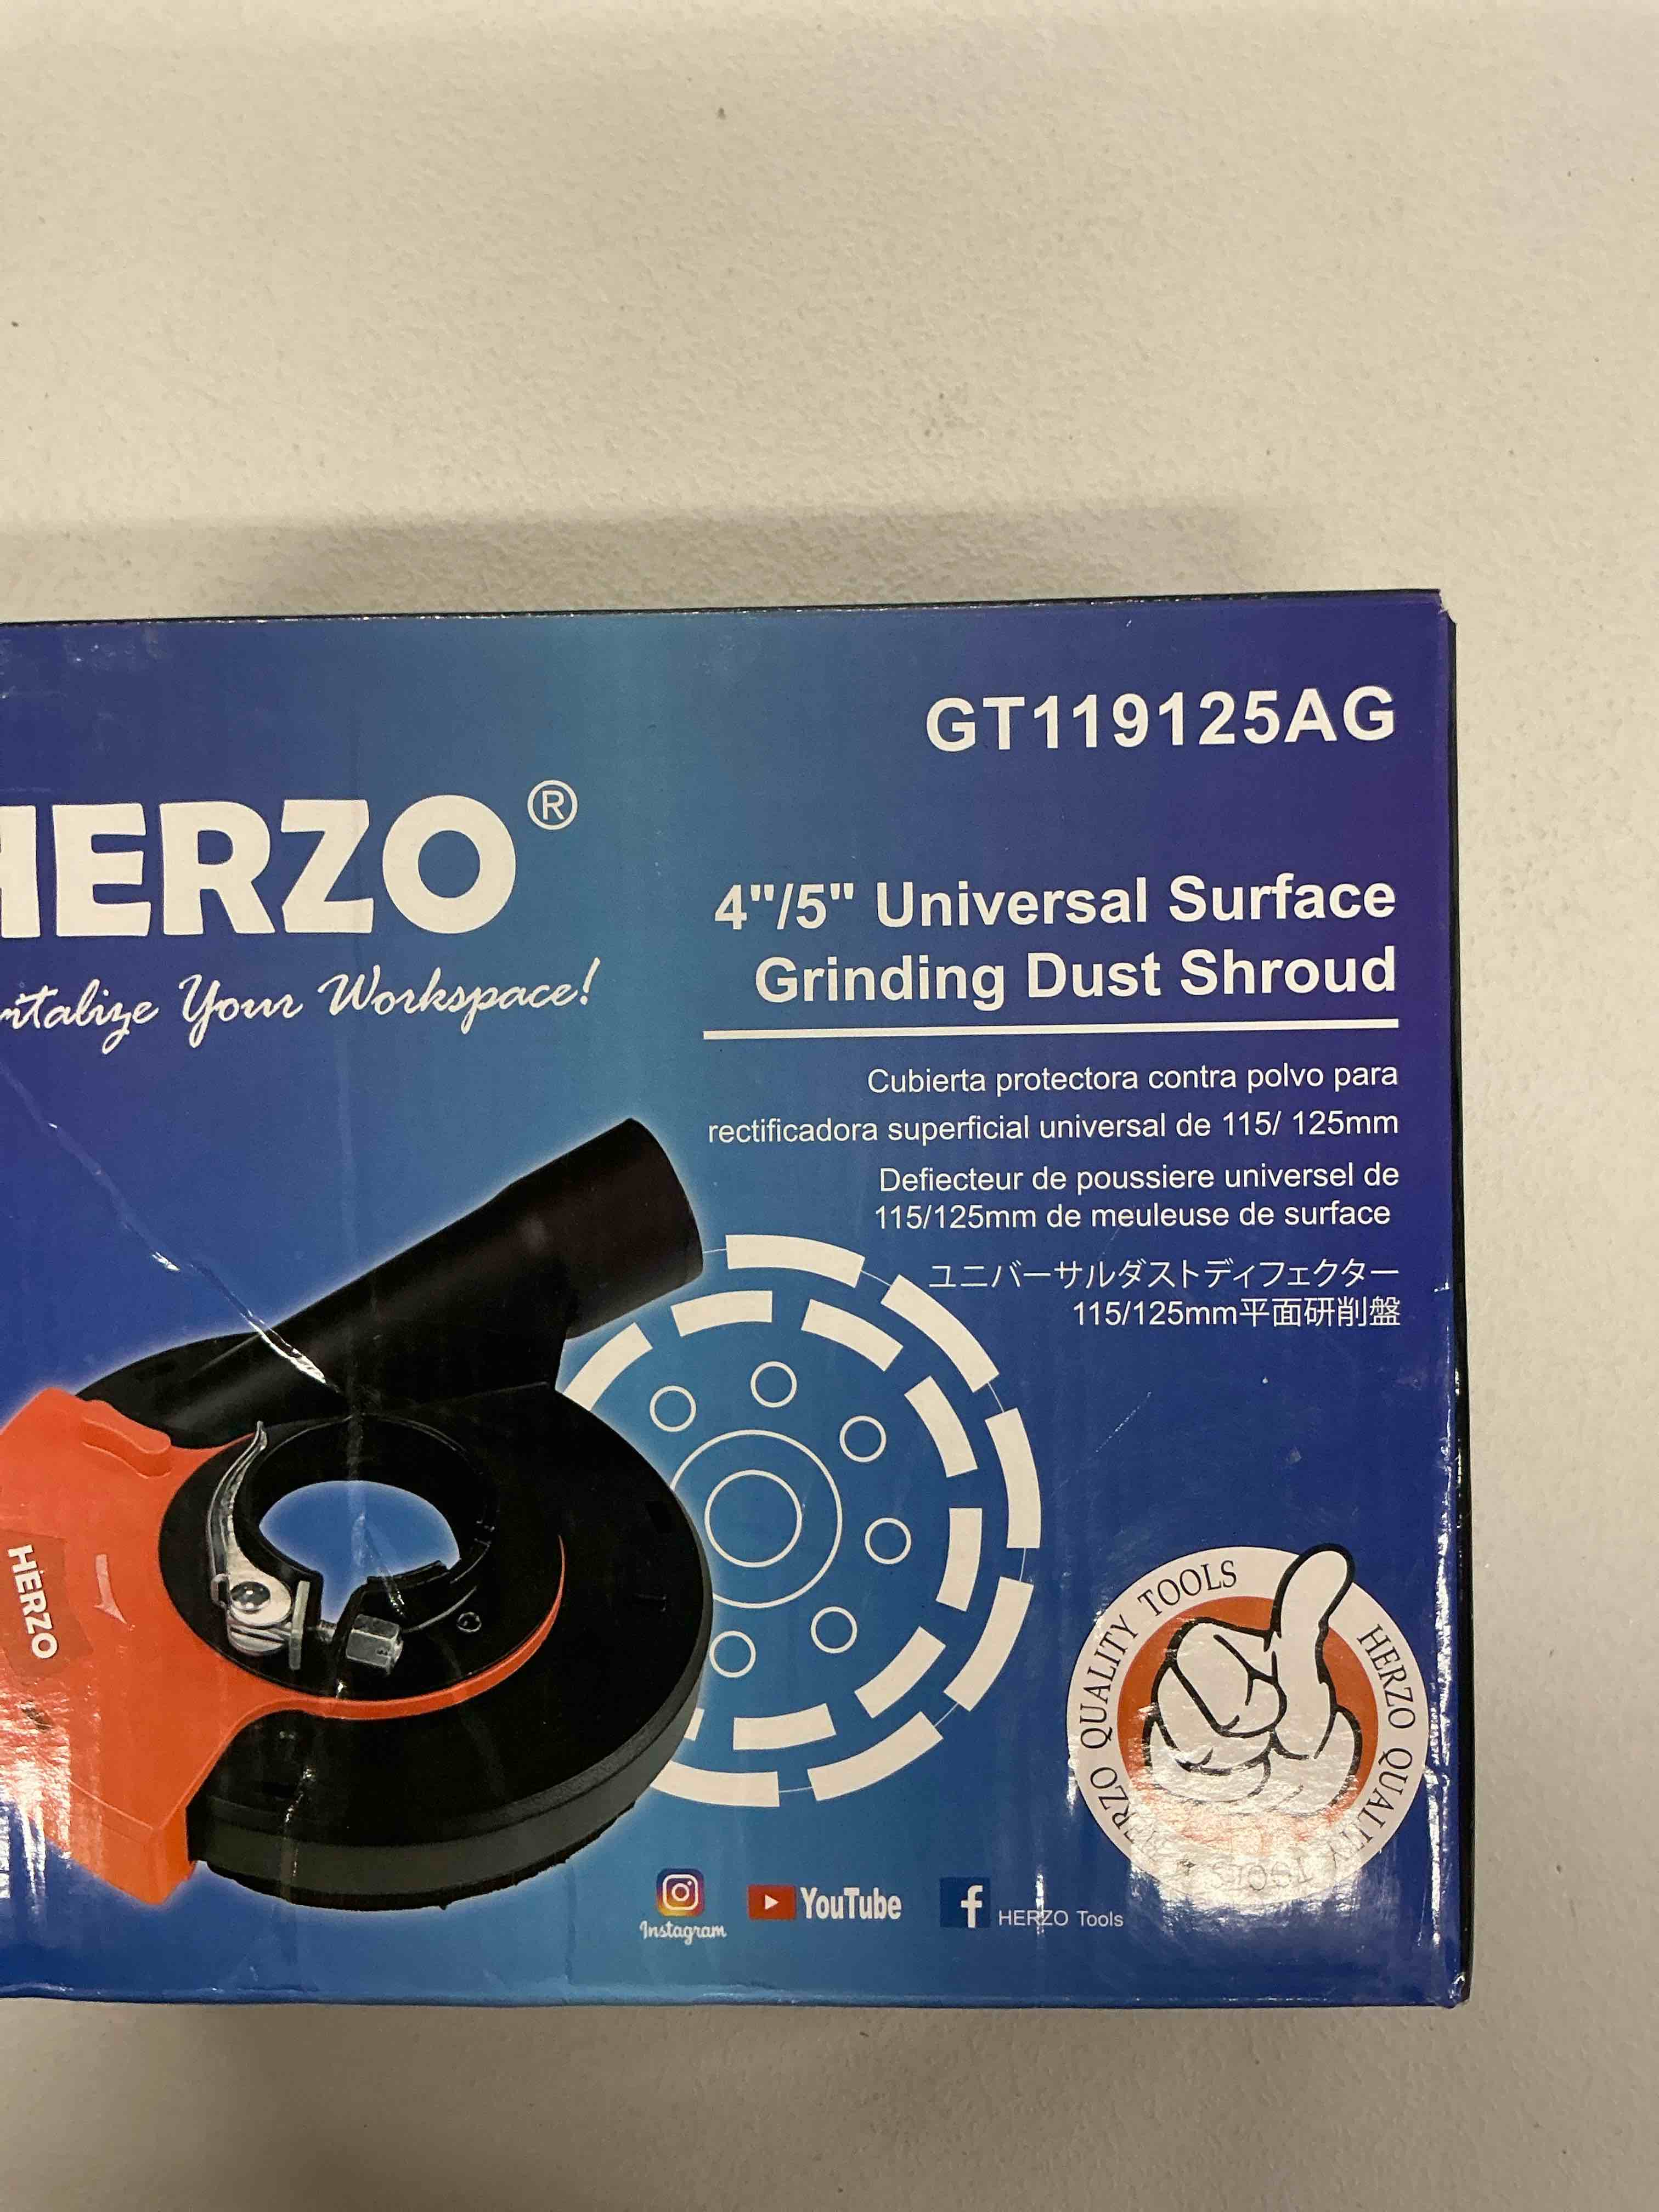 GT119125AG
HERZO®
Your Workspace!
4"/5" Universal Surface
Grinding Dust Shroud
Cubierta protectora contra polvo para
rectificadora superficial universal de 115/ 125mm
Defiecteur de poussiere universel de
115/125mm de meuleuse de surface
ユニバーサルダストディフェクター
115/125mm平面研削盤
HERZO
HERZO QUALITY TOOLS
HERZO QUALITY TOOLS
Instagram
YouTube
f HERZO Tools